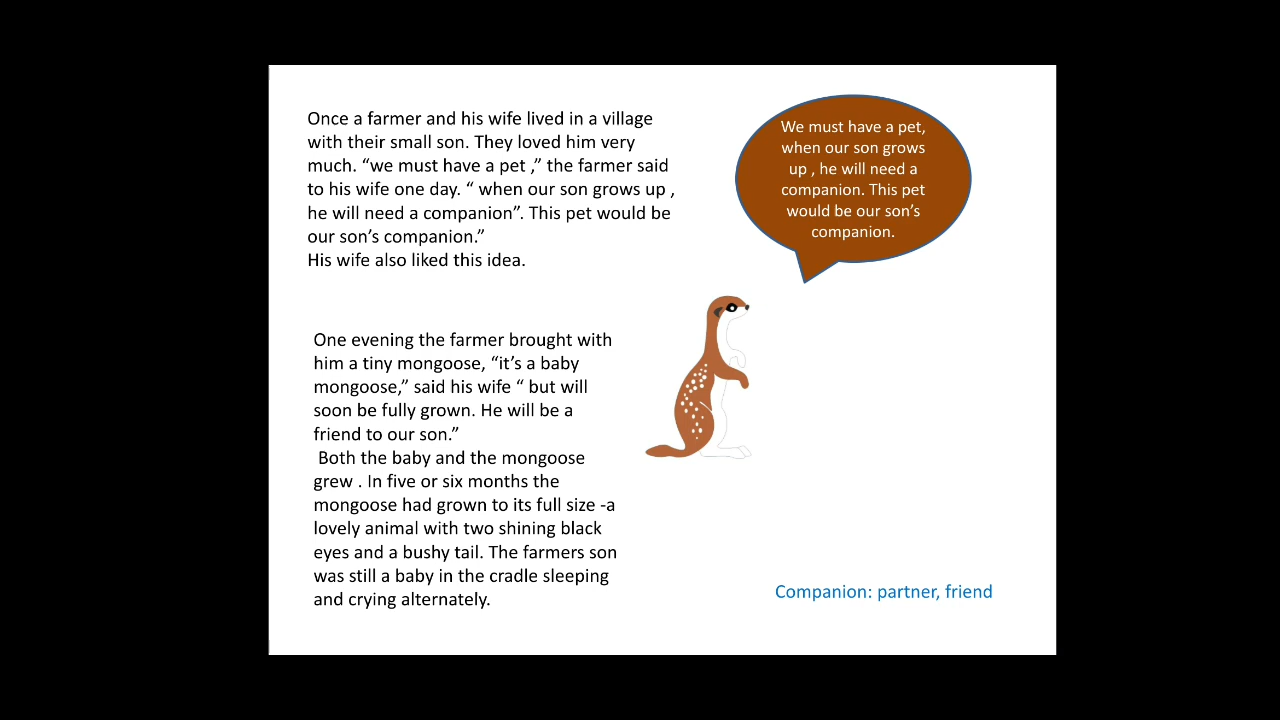 Once a farmer and his wife lived in a village
with their small son. They loved him very
much. “we must have a pet ,” the farmer said
to his wife one day. “ when our son grows up ,
he will need a companion”. This pet would be
our son’s companion.”
His wife also liked this idea.
We must have a pet,
when our son grows
up , he will need a
companion. This pet
would be our son’s
companion.
One evening the farmer brought with
him a tiny mongoose, “it’s a baby
mongoose,” said his wife “ but will
soon be fully grown. He will be a
friend to our son.”
Both the baby and the mongoose
grew . In five or six months the
mongoose had grown to its full size -a
lovely animal with two shining black
eyes and a bushy tail. The farmers son
was still a baby in the cradle sleeping
and crying alternately.
Companion: partner, friend